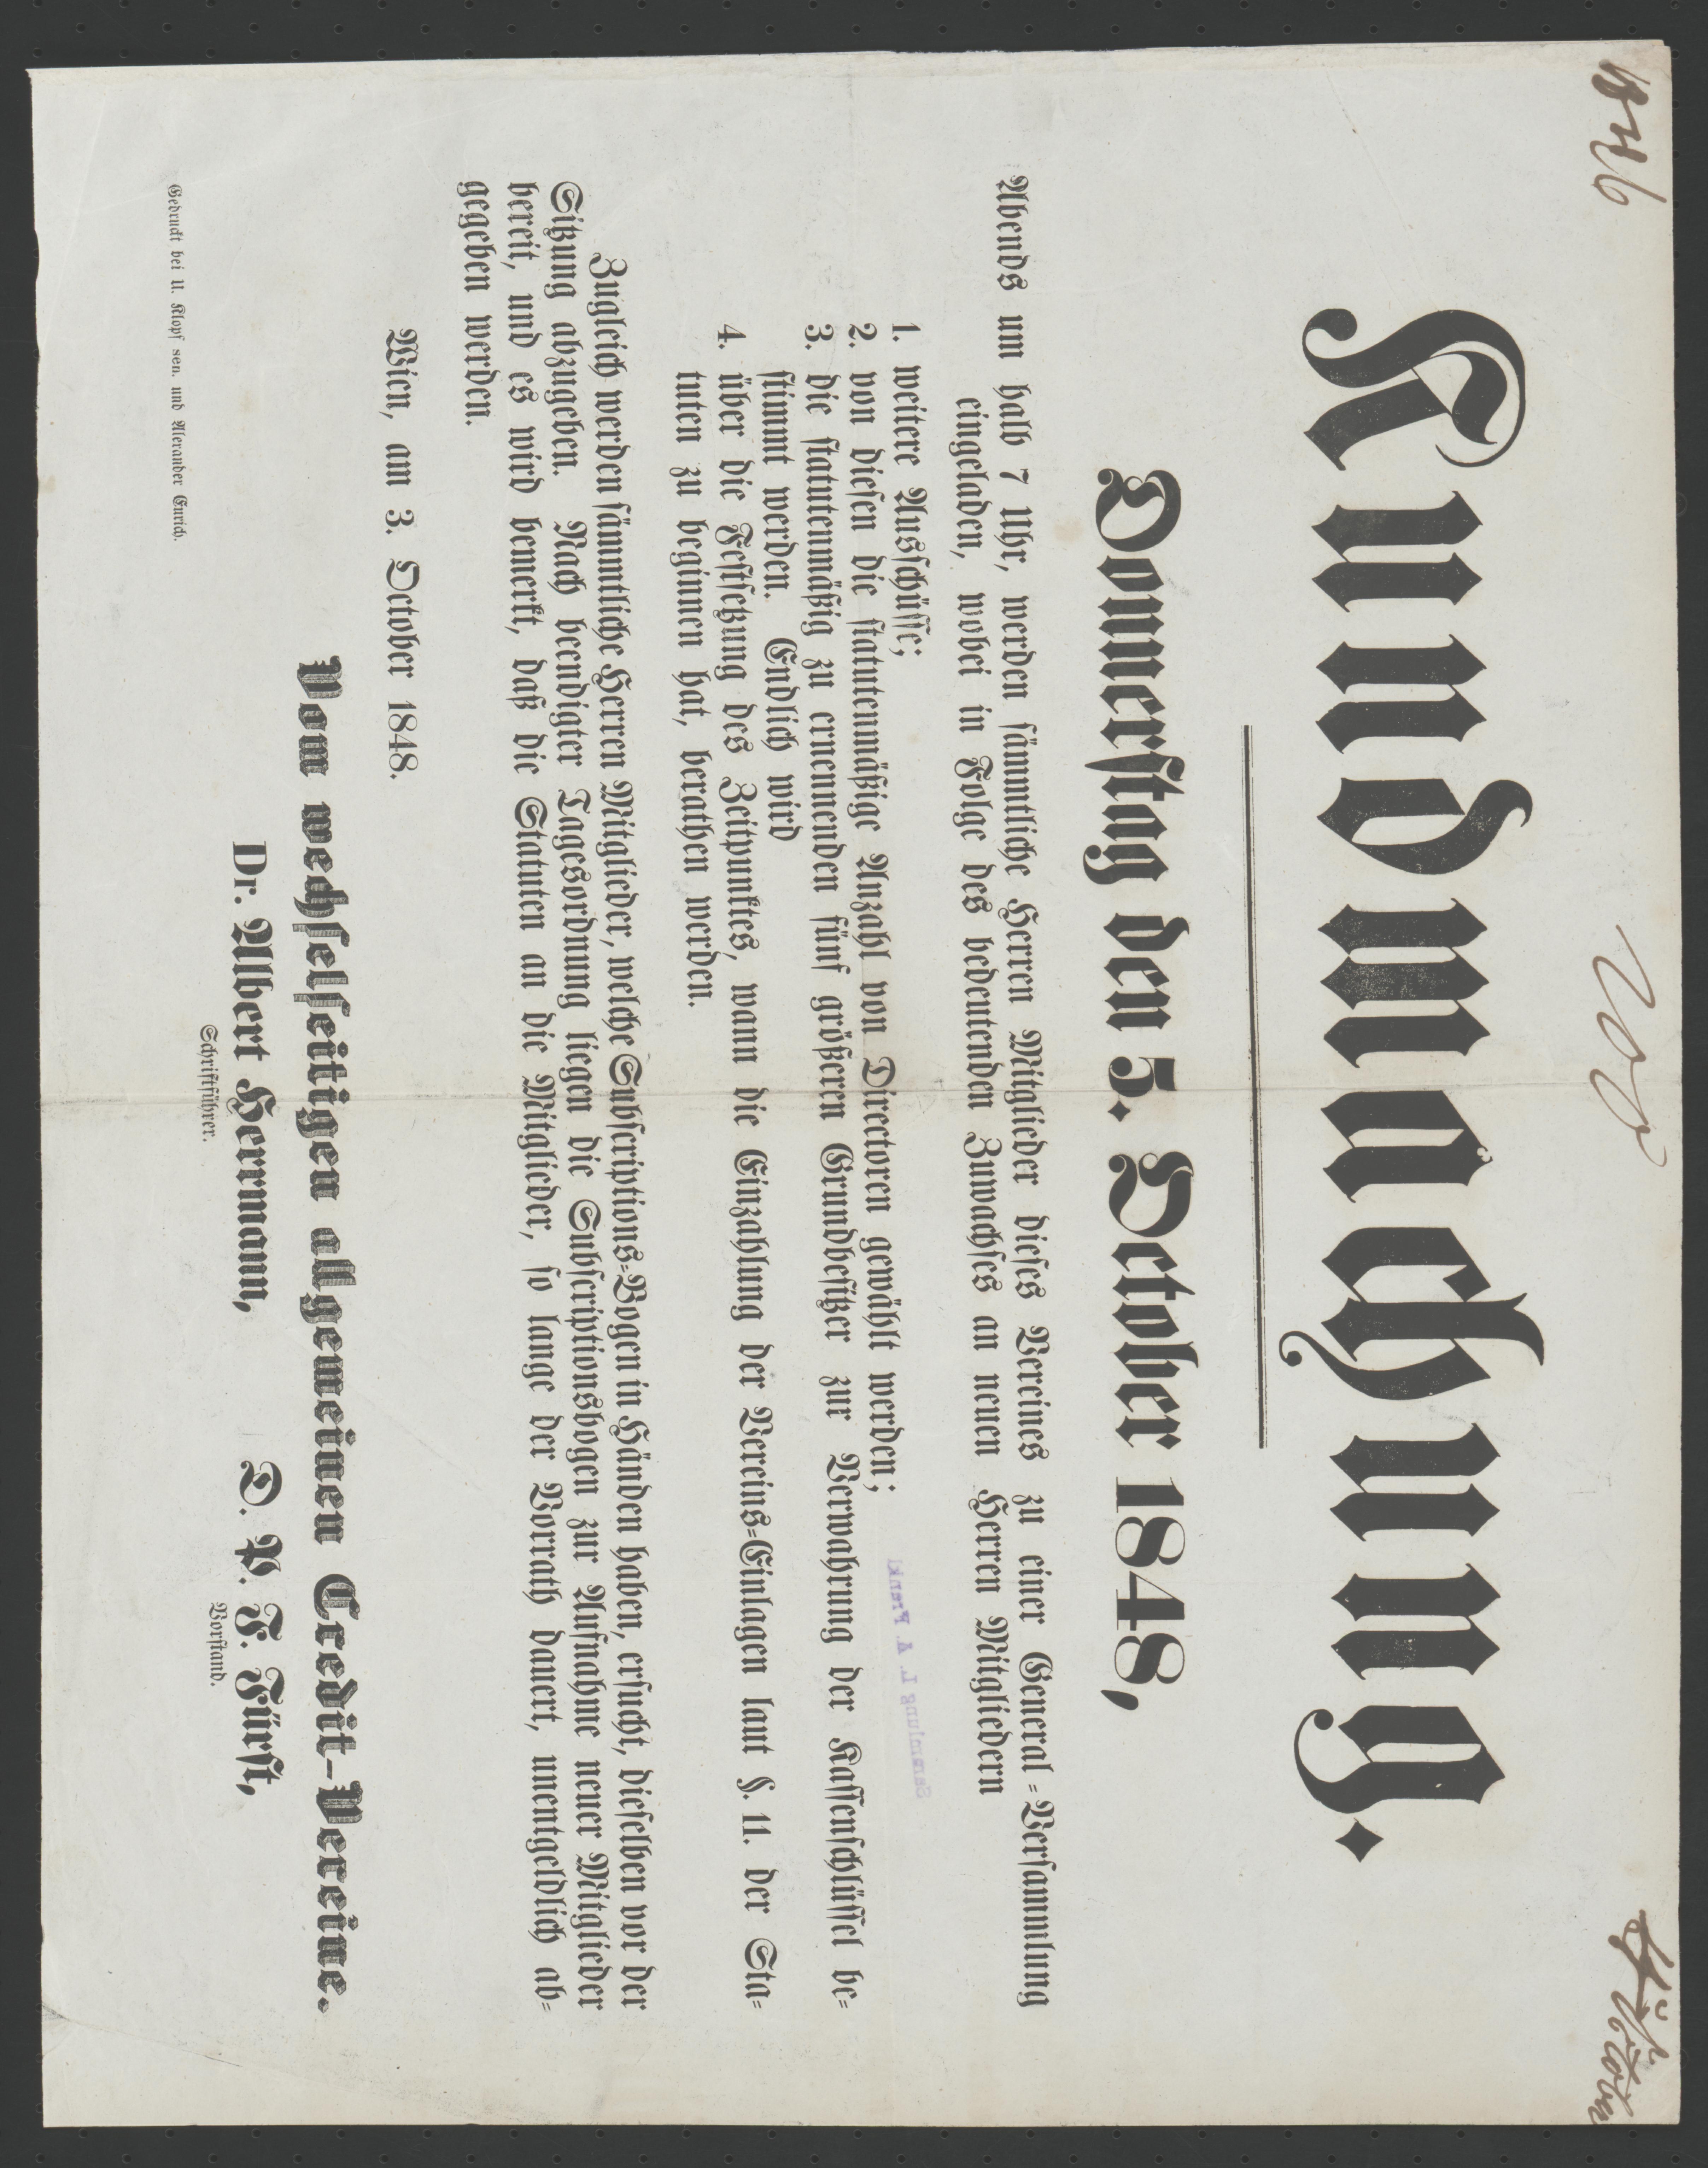 Kundmachung.
Donnerstag den 5. October 1848,
Abends um halb 7 Uhr, werden sämmtliche Herren Mitglieder dieses Vereines zu einer General-Versammlung
eingeladen, wobei in Folge des bedeutenden Zuwachses an neuen Herren Mitgliedern
1. weitere Ausschüsse;
2. von diesen die statutenmäßige Anzahl von Directoren gewählt werden;
3. die statutenmäßig zu ernennenden fünf größeren Grundbesitzer zur Verwahrung der Kassenschlüssel be-
stimmt werden. Endlich wird
4. über die Festsetzung des Zeitpunktes, wann die Einzahlung der Vereins-Einlagen laut §. 11. der Sta-
tuten zu beginnen hat, berathen werden.
Zugleich werden sämmtliche Herren Mitglieder, welche Subscriptions-Bogen in Händen haben, ersucht, dieselben vor der
Sitzung abzugeben. Nach beendigter Tagesordnung liegen die Subscriptionsbogen zur Aufnahme neuer Mitglieder
bereit, und es wird bemerkt, daß die Statuten an die Mitglieder, so lange der Vorrath dauert, unentgeldlich ab-
gegeben werden.
Wien, am 3. October 1848.
Vom wechselseitigen allgemeinen Credit-Vereine.
Dr. Albert Hermann,
Schriftführer.
D. P. F. Fürst,
Vorstand.
Gedruckt bei U. Klopf sen. und Alexander Eurich.
Sammlung L. A. Frankl